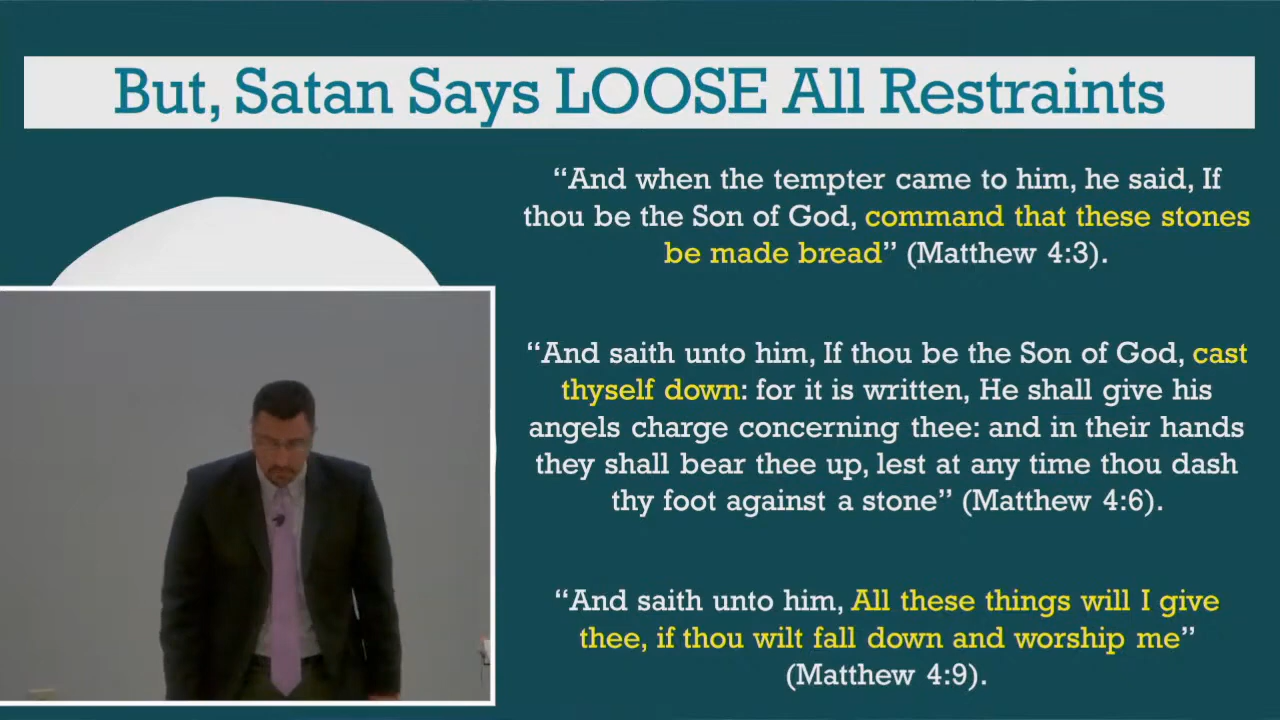 But, Satan Says LOOSE All Restraints
“And when the tempter came to him, he said, If
thou be the Son of God, command that these stones
be made bread” (Matthew 4:3).
“And saith unto him, If thou be the Son of God, cast
thyself down: for it is written, He shall give his
angels charge concerning thee: and in their hands
they shall bear thee up, lest at any time thou dash
thy foot against a stone” (Matthew 4:6).
“And saith unto him, All these things will I give
thee, if thou wilt fall down and worship me”
(Matthew 4:9).